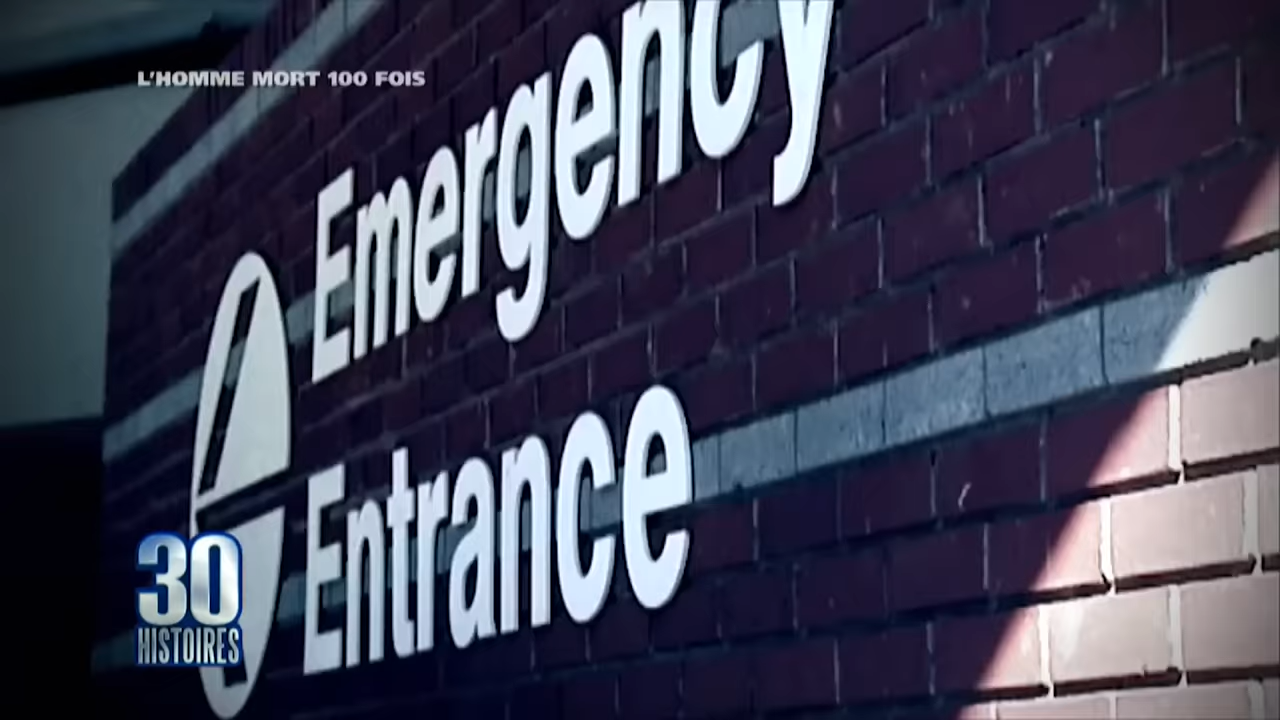 L'HOMME MORT 100 FOIS
Emergency
Entrance
30
HISTOIRES